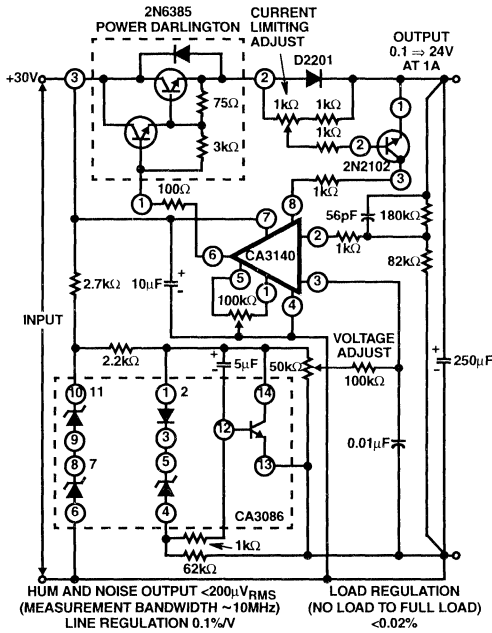 2N6385
POWER DARLINGTON
CURRENT
LIMITING
ADJUST
OUTPUT
0.1 ⇒ 24V
AT 1A
D2201
+30V
3
2
1
75Ω
3kΩ
1kΩ
1kΩ
1kΩ
2
2N2102
3
1kΩ
1
100Ω
8
56pF
180kΩ
7
6
CA3140
2
1kΩ
82kΩ
5
1
4
3
2.7kΩ
10μF
+
-
100kΩ
INPUT
VOLTAGE
ADJUST
2.2kΩ
+
-
5μF
50kΩ
100kΩ
+
-
250μF
10
11
1
2
14
9
3
12
0.01μF
8
7
5
13
6
4
CA3086
1kΩ
62kΩ
HUM AND NOISE OUTPUT <200μVRMS
(MEASUREMENT BANDWIDTH ~10MHz)
LINE REGULATION 0.1%/V
LOAD REGULATION
(NO LOAD TO FULL LOAD)
<0.02%